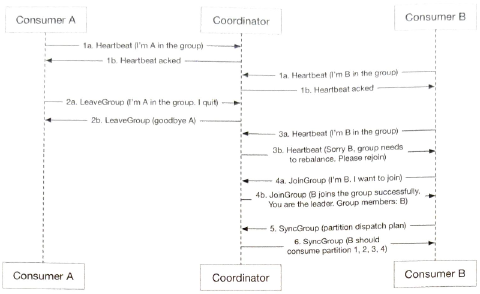 Consumer A
Coordinator
Consumer B
1a. Heartbeat (I'm A in the group)
1b. Heartbeat acked
1a. Heartbeat (I'm B in the group)
1b. Heartbeat acked
2a. LeaveGroup (I'm A in the group. I quit)
2b. LeaveGroup (goodbye A)
3a. Heartbeat (I'm B in the group)
3b. Heartbeat (Sorry B, group needs
to rebalance. Please rejoin)
4a. JoinGroup (I'm B. I want to join)
4b. JoinGroup (B joins the group successfully.
You are the leader. Group members: B)
5. SyncGroup (partition dispatch plan)
6. SyncGroup (B should
consume partition 1, 2, 3, 4)
Consumer A
Coordinator
Consumer B